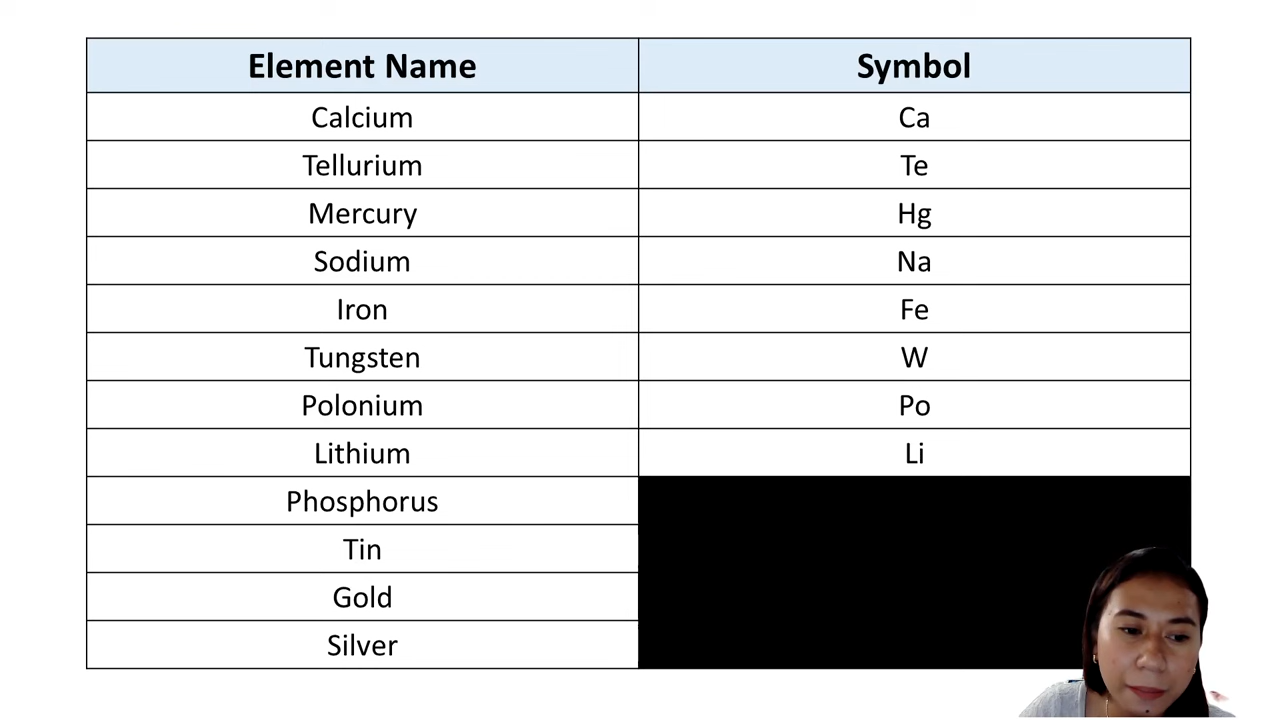 Element Name Symbol
Calcium Ca
Tellurium Te
Mercury Hg
Sodium Na
Iron Fe
Tungsten W
Polonium Po
Lithium Li
Phosphorus
Tin
Gold
Silver